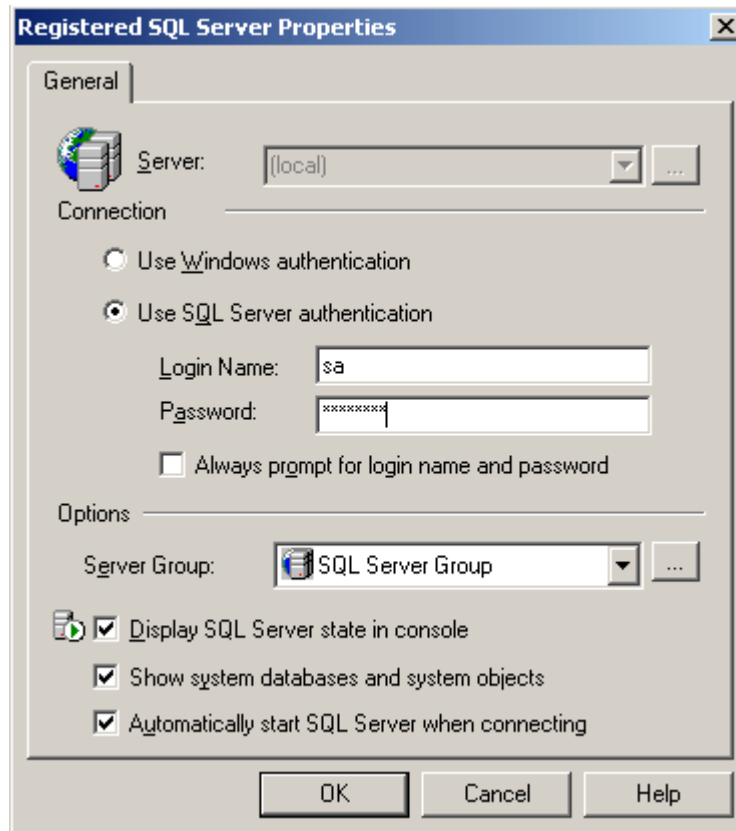 Registered SQL Server Properties
General
Server: (local) ...
Connection
Use Windows authentication
Use SQL Server authentication
Login Name: sa
Password: ********
Always prompt for login name and password
Options
Server Group: SQL Server Group ...
Display SQL Server state in console
Show system databases and system objects
Automatically start SQL Server when connecting
OK Cancel Help